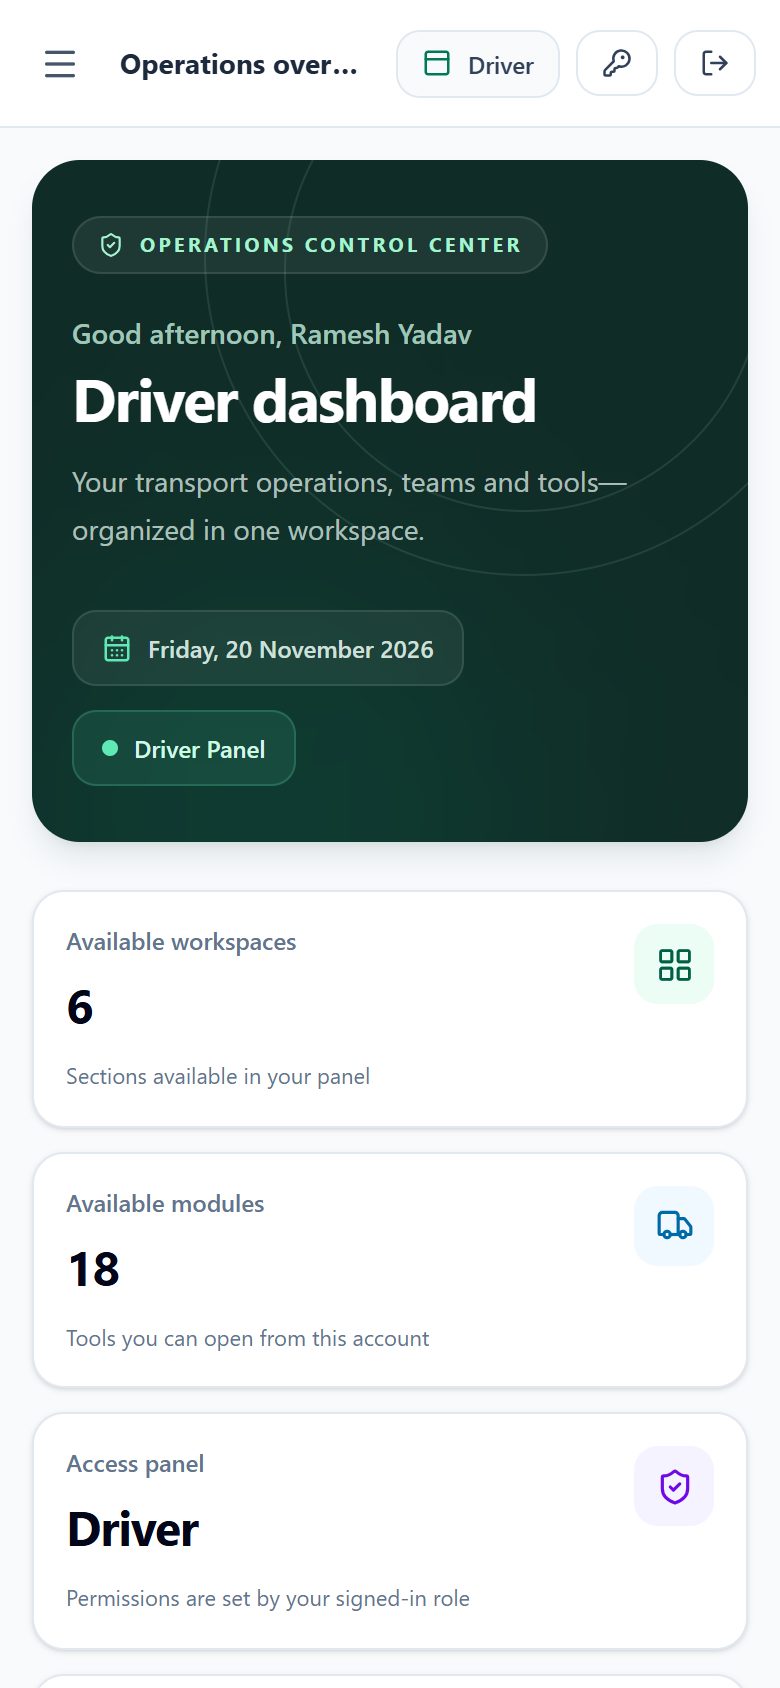 Operations over...
Driver
OPERATIONS CONTROL CENTER
Good afternoon, Ramesh Yadav
Driver dashboard
Your transport operations, teams and tools—
organized in one workspace.
Friday, 20 November 2026
Driver Panel
Available workspaces
6
Sections available in your panel
Available modules
18
Tools you can open from this account
Access panel
Driver
Permissions are set by your signed-in role